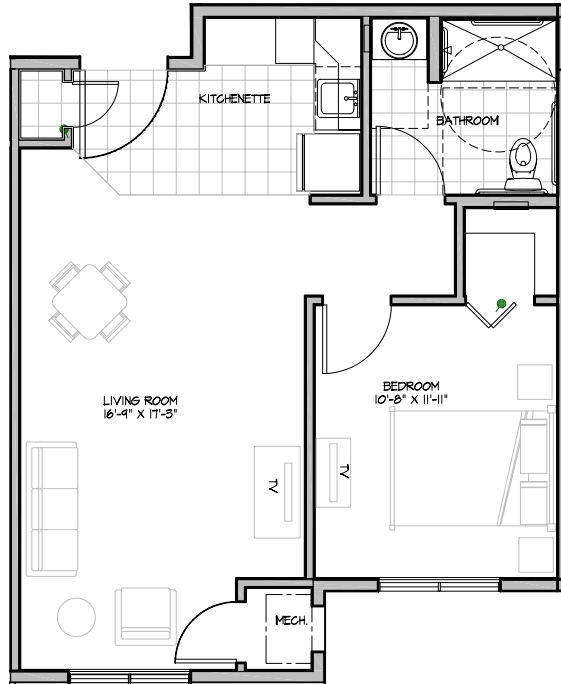 KITCHENETTE
BATHROOM
LIVING ROOM
16'-9" X 17'-3"
BEDROOM
10'-8" X 11'-11"
TV
TV
MECH.